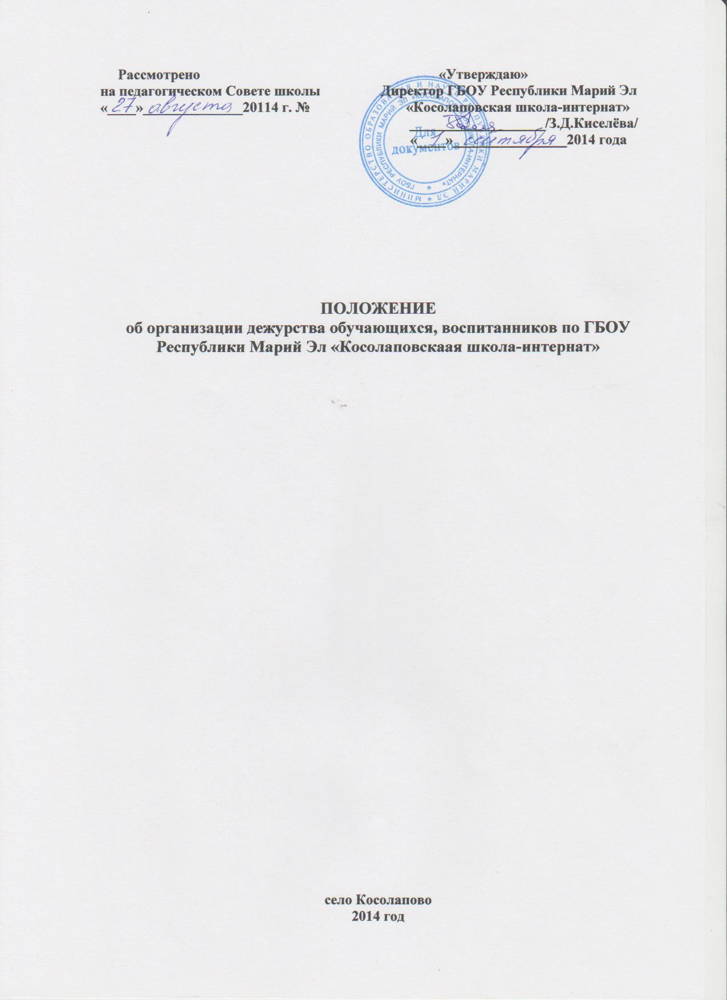 Рассмотрено
на педагогическом Совете школы
«27» августа 20114 г. №
«Утверждаю»
Директор ГБОУ Республики Марий Эл
«Косолаповская школа-интернат»
/З.Д.Киселёва/
«1» сентября 2014 года
МИНИСТЕРСТВО ОБРАЗОВАНИЯ И НАУКИ РЕСПУБЛИКИ МАРИЙ ЭЛ
ГБОУ РЕСПУБЛИКИ МАРИЙ ЭЛ «КОСОЛАПОВСКАЯ ШКОЛА-ИНТЕРНАТ»
Для
документов
ПОЛОЖЕНИЕ
об организации дежурства обучающихся, воспитанников по ГБОУ
Республики Марий Эл «Косолаповскаая школа-интернат»
село Косолапово
2014 год